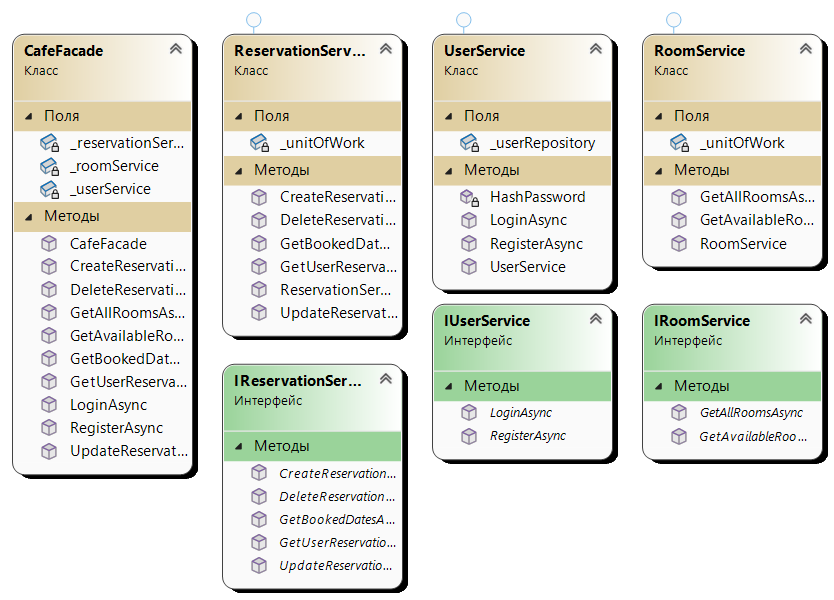 CafeFacade
Класс
Поля
_reservationSer...
_roomService
_userService
Методы
CafeFacade
CreateReservati...
DeleteReservati...
GetAllRoomsAs...
GetAvailableRo...
GetBookedDat...
GetUserReserva...
LoginAsync
RegisterAsync
UpdateReservat...
ReservationServ...
Класс
Поля
_unitOfWork
Методы
CreateReservati...
DeleteReservati...
GetBookedDat...
GetUserReserva...
ReservationSer...
UpdateReservat...
IReservationSer...
Интерфейс
Методы
CreateReservation...
DeleteReservation...
GetBookedDatesA...
GetUserReservatio...
UpdateReservatio...
UserService
Класс
Поля
_userRepository
Методы
HashPassword
LoginAsync
RegisterAsync
UserService
IUserService
Интерфейс
Методы
LoginAsync
RegisterAsync
RoomService
Класс
Поля
_unitOfWork
Методы
GetAllRoomsAs...
GetAvailableRo...
RoomService
IRoomService
Интерфейс
Методы
GetAllRoomsAsync
GetAvailableRoo...